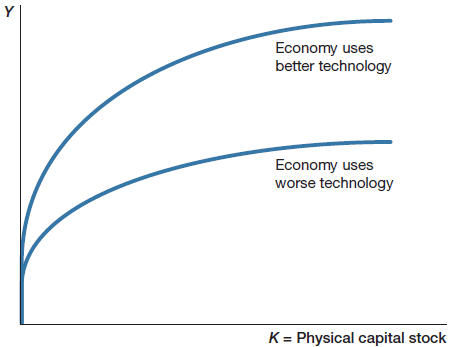 Y
Economy uses
better technology
Economy uses
worse technology
K = Physical capital stock